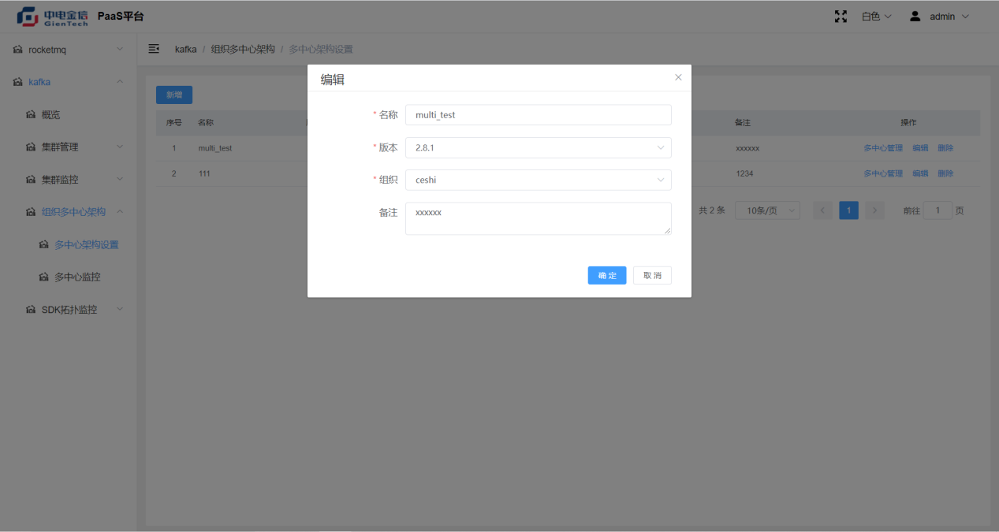 中电金信 GienTech PaaS平台
白色 admin
rocketmq
kafka
概览
集群管理
集群监控
组织多中心架构
多中心架构设置
多中心监控
SDK拓扑监控
kafka / 组织多中心架构 / 多中心架构设置
新增
序号 名称 备注 操作
1 multi_test xxxxxx 多中心管理 编辑 删除
2 111 1234 多中心管理 编辑 删除
共 2 条 10条/页 1 前往 1 页
编辑
* 名称 multi_test
* 版本 2.8.1
* 组织 ceshi
备注 xxxxxx
确 定 取 消